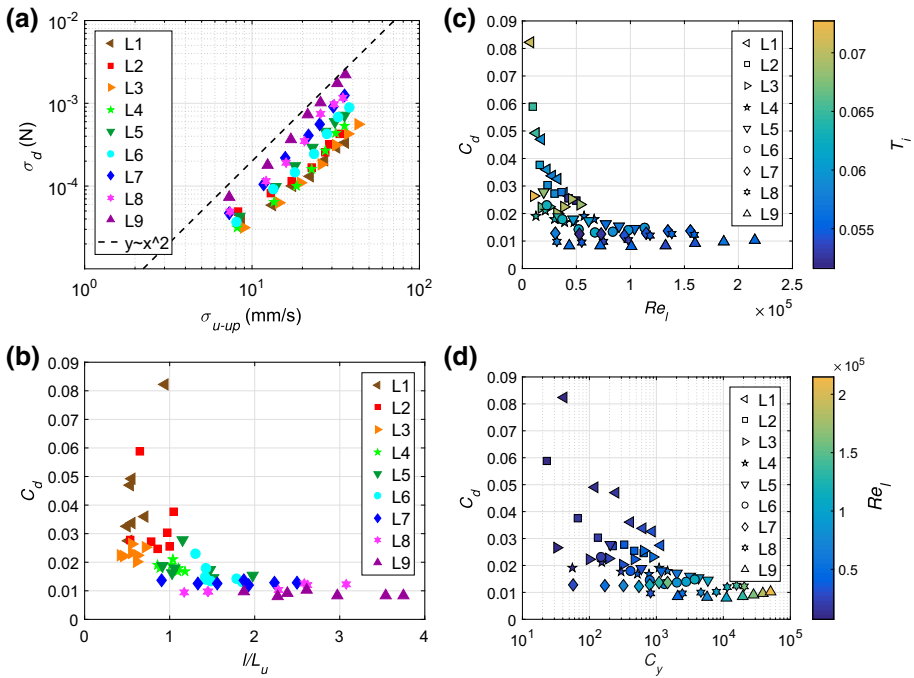 (a)
10^-2
10^-3
10^-4
σ_d (N)
L1
L2
L3
L4
L5
L6
L7
L8
L9
y~x^2
10^0
10^1
10^2
σ_u-up (mm/s)
(c)
0.09
0.08
0.07
0.06
0.05
0.04
0.03
0.02
0.01
0
C_d
L1
L2
L3
L4
L5
L6
L7
L8
L9
0
0.5
1
1.5
2
2.5
× 10^5
Re_l
0.07
0.065
0.06
0.055
T_i
(b)
0.09
0.08
0.07
0.06
0.05
0.04
0.03
0.02
0.01
0
C_d
L1
L2
L3
L4
L5
L6
L7
L8
L9
0
1
2
3
4
l/L_u
(d)
0.09
0.08
0.07
0.06
0.05
0.04
0.03
0.02
0.01
0
C_d
L1
L2
L3
L4
L5
L6
L7
L8
L9
10^1
10^2
10^3
10^4
10^5
C_y
× 10^5
2
1.5
1
0.5
Re_l